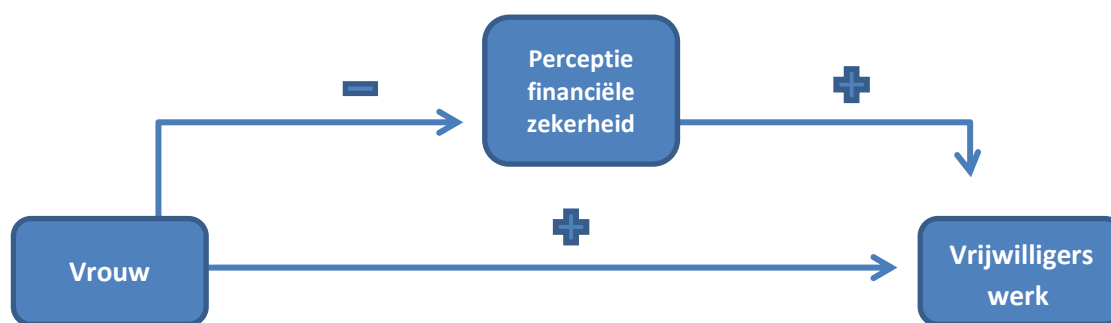 Perceptie
financiële
zekerheid
Vrouw
Vrijwilligers
werk